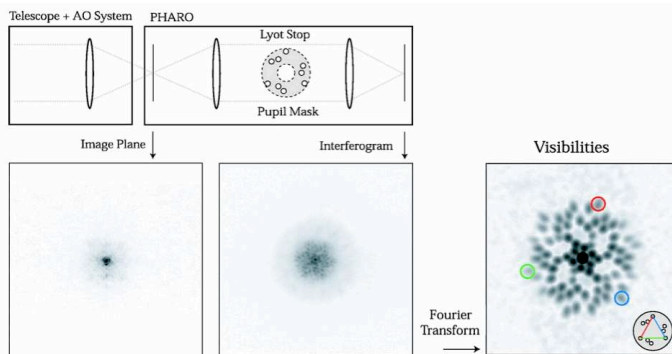 Telescope + AO System
PHARO
Lyot Stop
Pupil Mask
Image Plane
Interferogram
Visibilities
Fourier
Transform